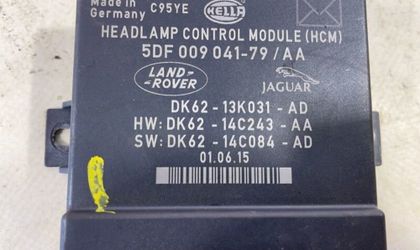 Made in
Germany C95YE
HELLA
HEADLAMP CONTROL MODULE (HCM)
5DF 009 041-79 / AA
LAND-
ROVER
JAGUAR
DK62 - 13K031 - AD
HW: DK62 - 14C243 - AA
SW: DK62 - 14C084 - AD
01.06.15